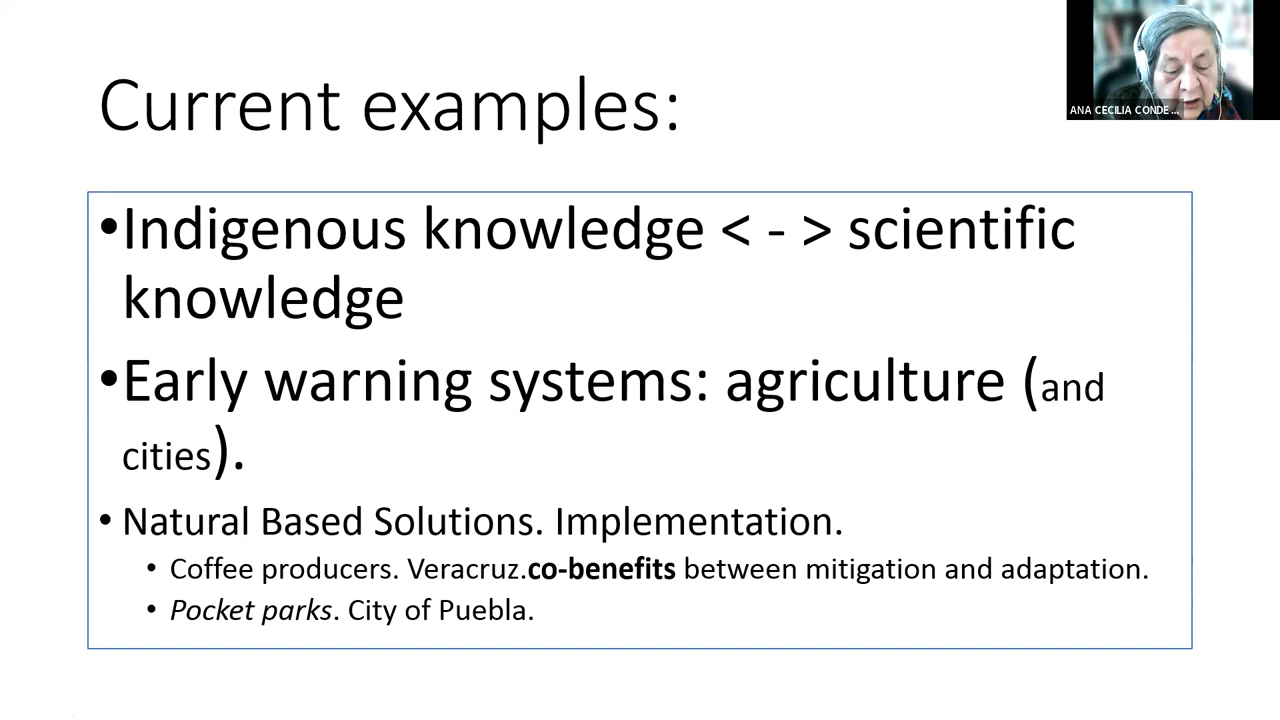 Current examples:
ANA CECILIA CONDE ...
•Indigenous knowledge < - > scientific
knowledge
•Early warning systems: agriculture (and
cities).
• Natural Based Solutions. Implementation.
• Coffee producers. Veracruz.co-benefits between mitigation and adaptation.
• Pocket parks. City of Puebla.